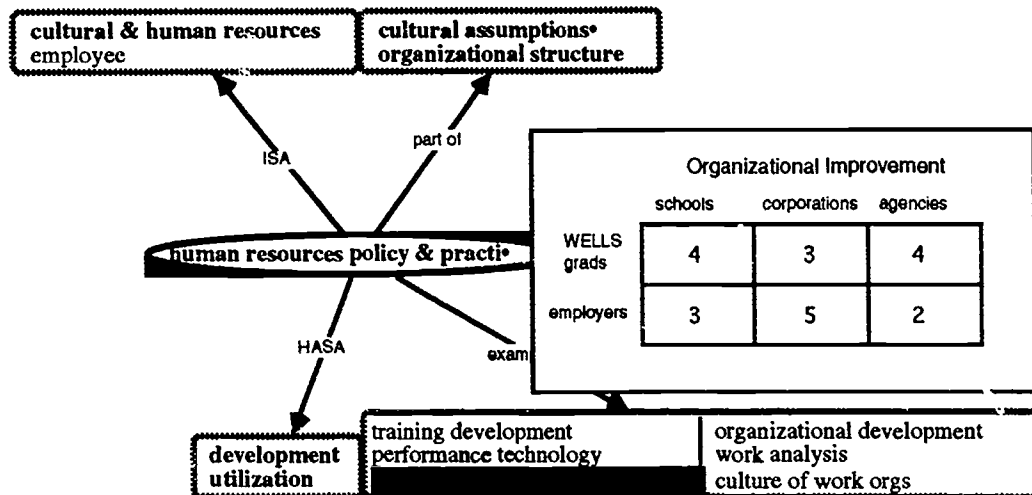 cultural & human resources
employee
cultural assumptions•
organizational structure
ISA
part of
human resources policy & practi•
HASA
exam
Organizational Improvement
schools corporations agencies
WELLS
grads
4 3 4
employers 3 5 2
development
utilization
training development
performance technology
organizational development
work analysis
culture of work orgs